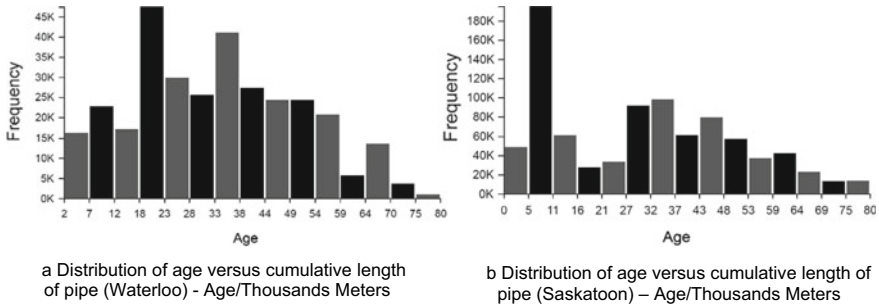 45K
40K
35K
30K
25K
20K
15K
10K
5K
0K
Frequency
2 7 12 18 23 28 33 38 44 49 54 59 64 70 75 80
Age
a Distribution of age versus cumulative length
of pipe (Waterloo) - Age/Thousands Meters
180K
160K
140K
120K
100K
80K
60K
40K
20K
0K
Frequency
0 5 11 16 21 27 32 37 43 48 53 59 64 69 75 80
Age
b Distribution of age versus cumulative length of
pipe (Saskatoon) – Age/Thousands Meters